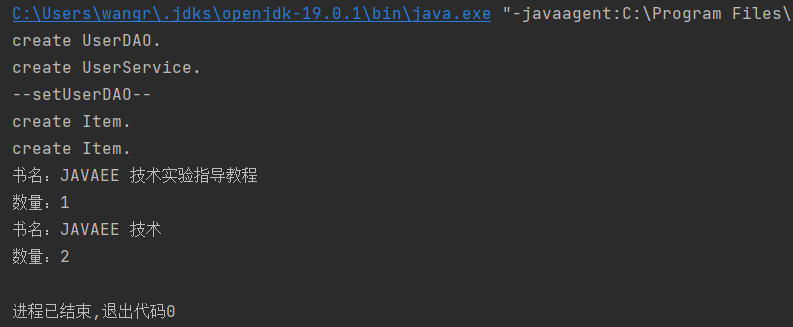 C:\Users\wangr\.jdks\openjdk-19.0.1\bin\java.exe "-javaagent:C:\Program Files\
create UserDAO.
create UserService.
--setUserDAO--
create Item.
create Item.
书名：JAVAEE 技术实验指导教程
数量：1
书名：JAVAEE 技术
数量：2
进程已结束,退出代码0